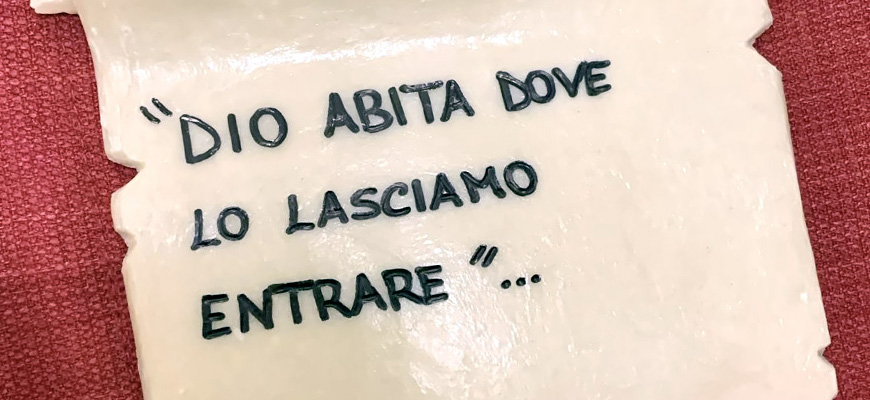 "DIO ABITA DOVE
LO LASCIAMO
ENTRARE"...